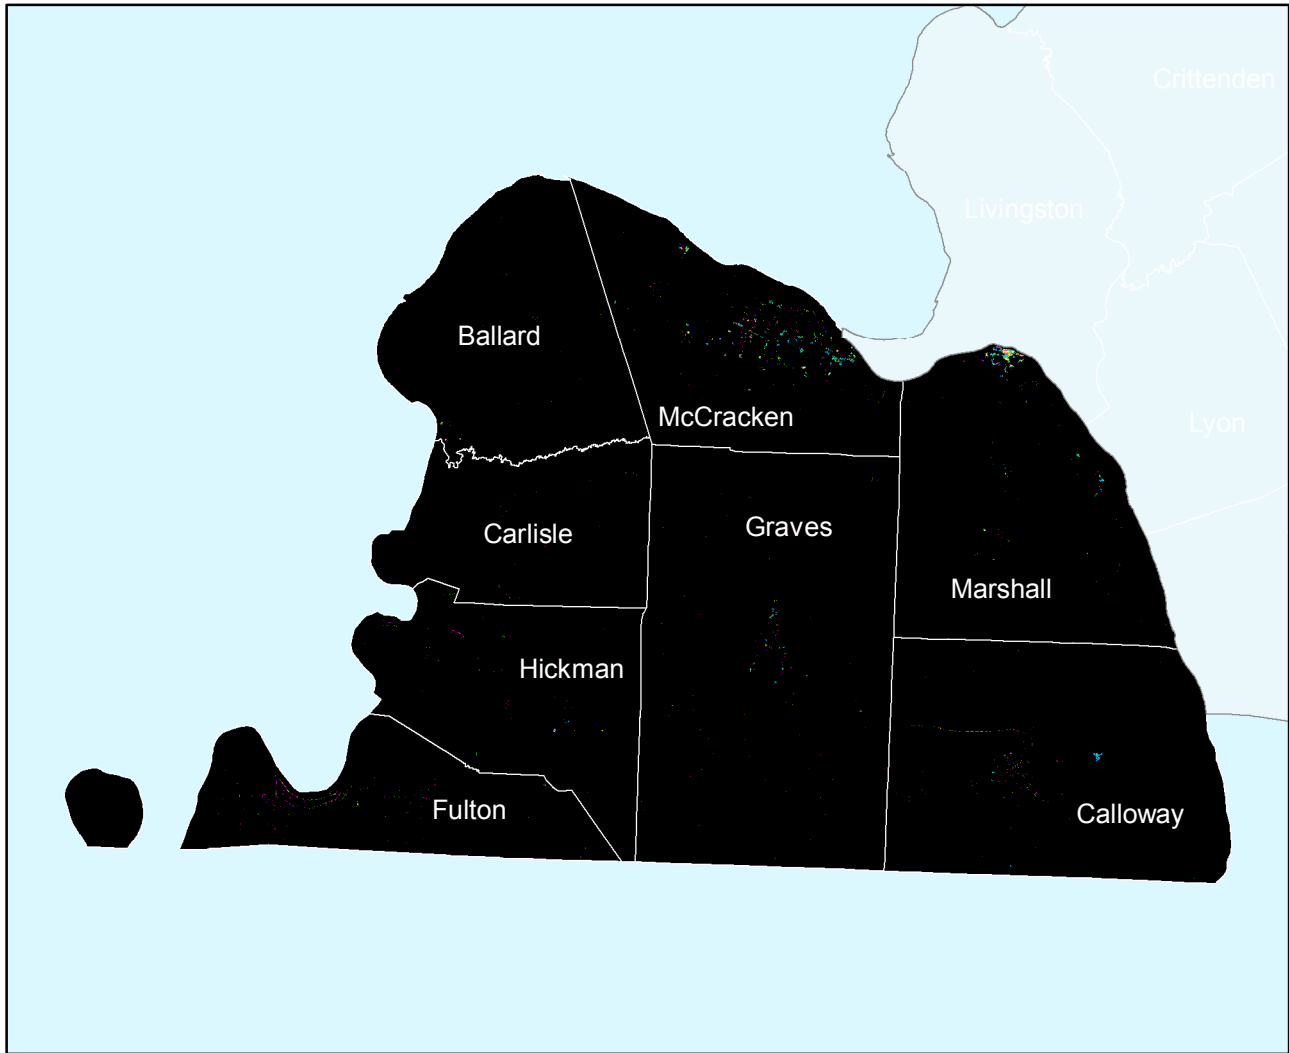 Crittenden
Livingston
Ballard
McCracken
Lyon
Carlisle
Graves
Marshall
Hickman
Fulton
Calloway